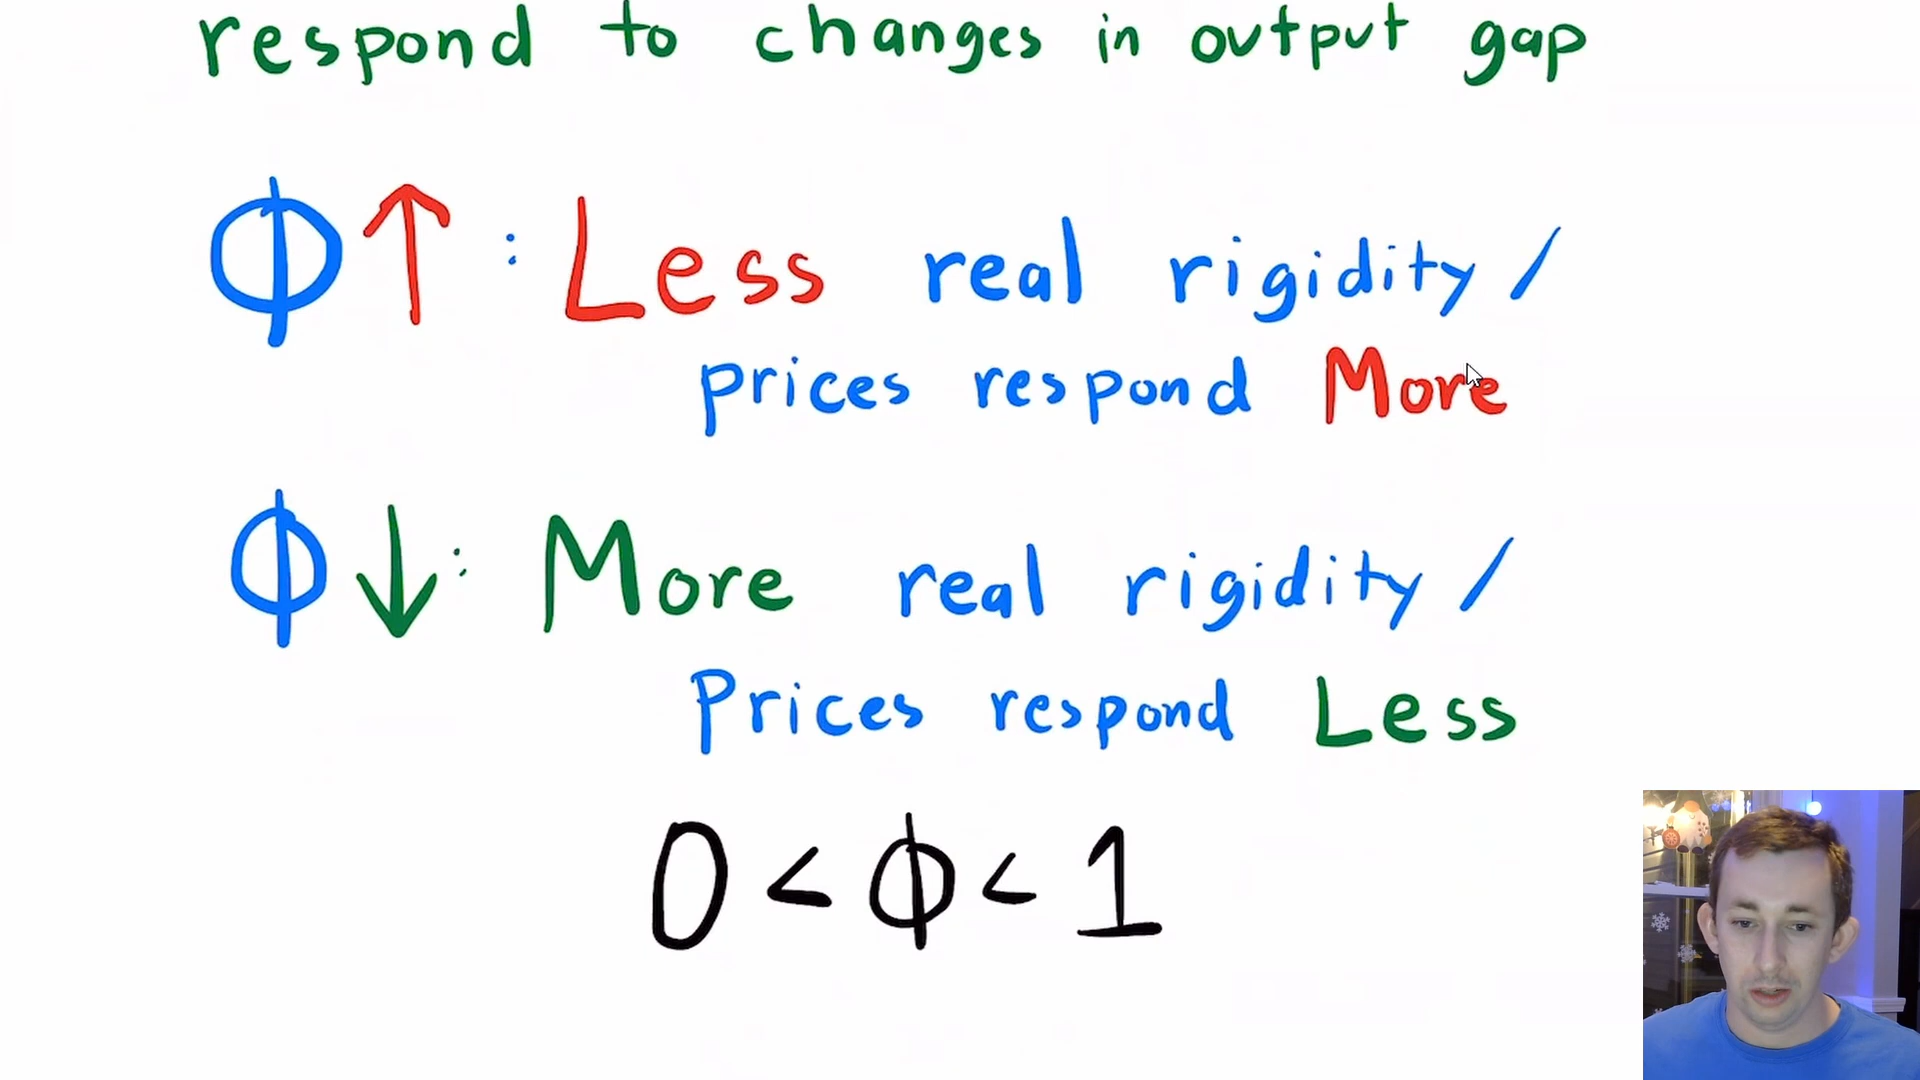 respond to changes in output gap
Φ↑: Less real rigidity/
prices respond More
Φ↓: More real rigidity/
Prices respond Less
0 < Φ < 1